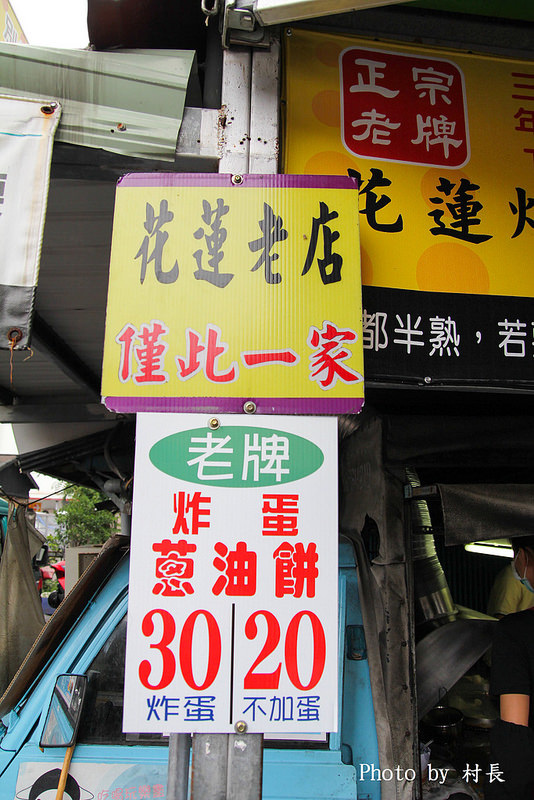 正宗
老牌
花蓮炸
花蓮老店
僅此一家
都半熟，若
老牌
炸蛋
蔥油餅
30 20
炸蛋 不加蛋
Photo by 村長